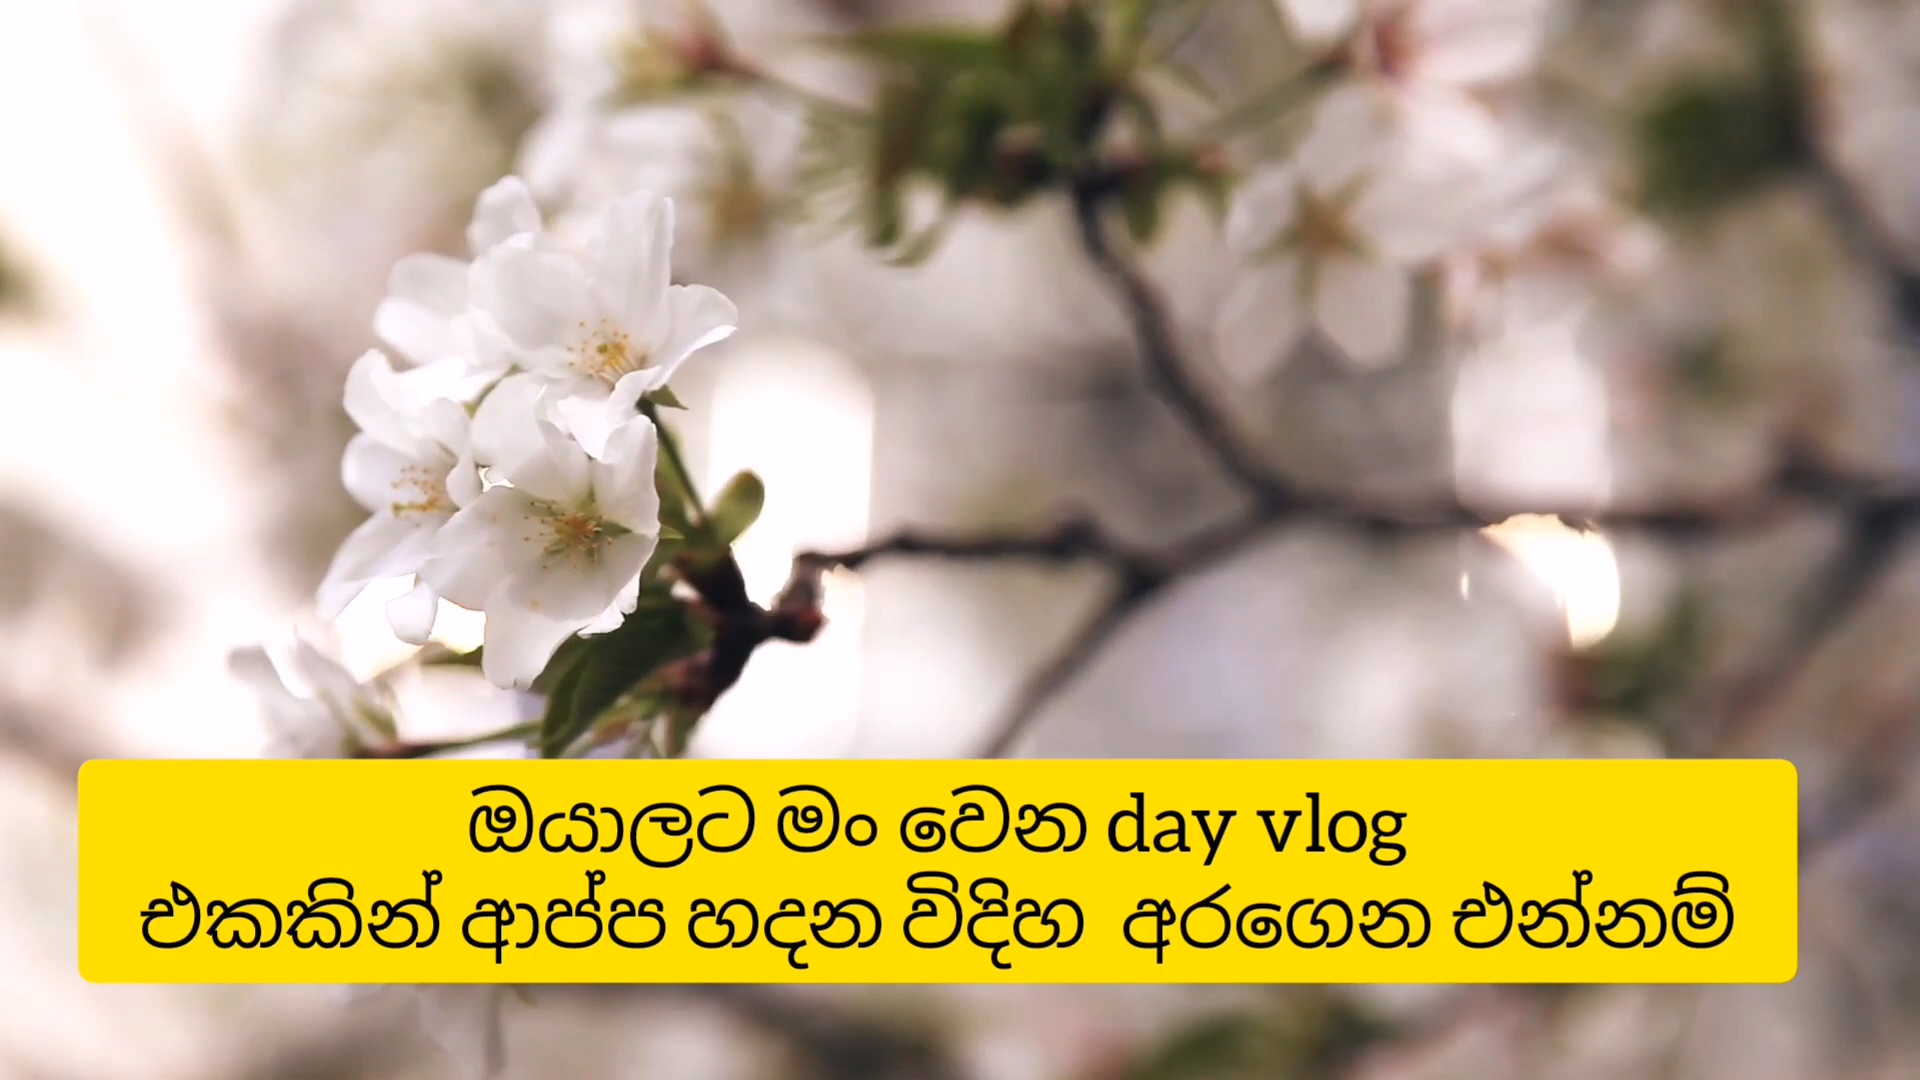 ඔයාලට මං වෙන day vlog
එකකින් ආප්ප හදන විදිහ අරගෙන එන්නම්